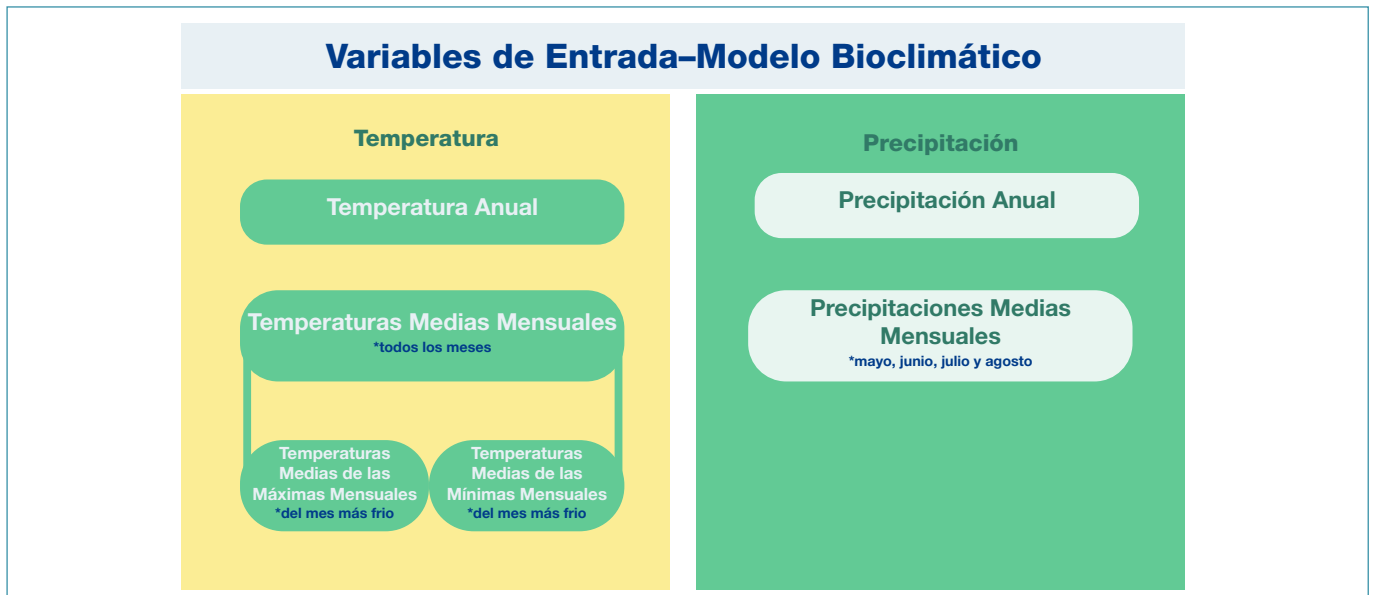 Variables de Entrada–Modelo Bioclimático
Temperatura
Temperatura Anual
Temperaturas Medias Mensuales
*todos los meses
Temperaturas
Medias de las
Máximas Mensuales
*del mes más frio
Temperaturas
Medias de las
Mínimas Mensuales
*del mes más frio
Precipitación
Precipitación Anual
Precipitaciones Medias
Mensuales
*mayo, junio, julio y agosto